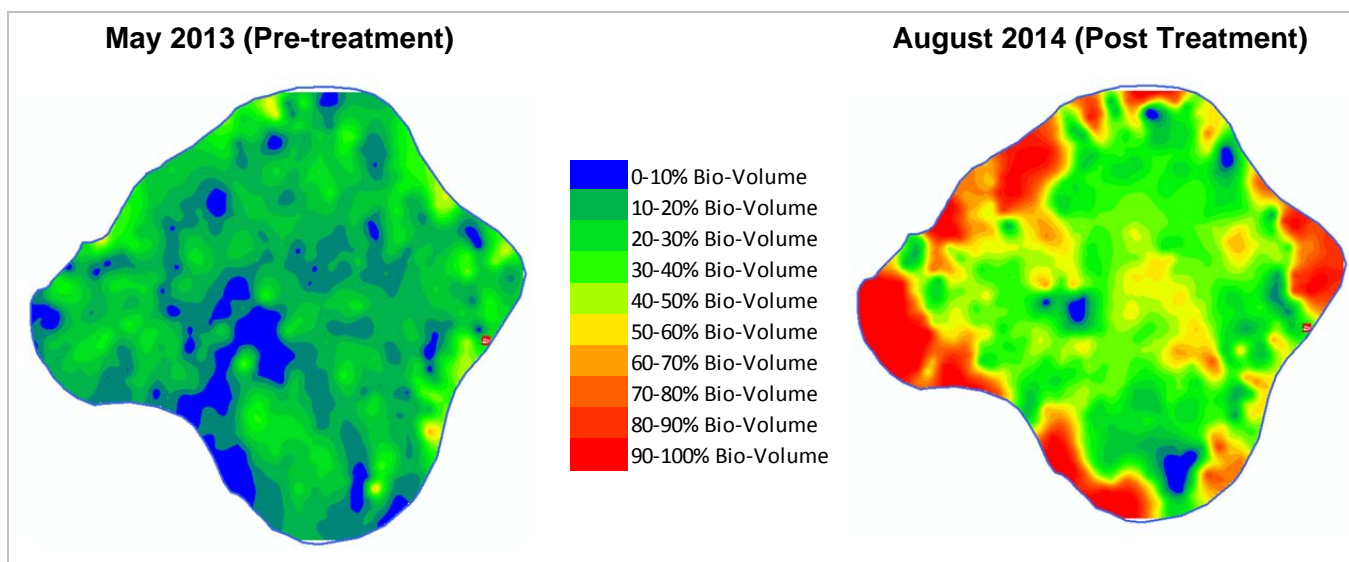 May 2013 (Pre-treatment)
August 2014 (Post Treatment)
0-10% Bio-Volume
10-20% Bio-Volume
20-30% Bio-Volume
30-40% Bio-Volume
40-50% Bio-Volume
50-60% Bio-Volume
60-70% Bio-Volume
70-80% Bio-Volume
80-90% Bio-Volume
90-100% Bio-Volume